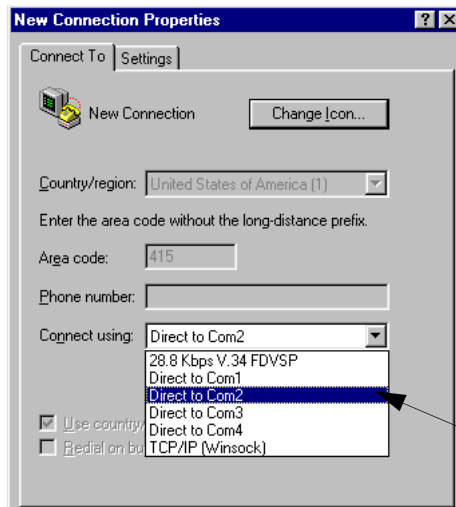 New Connection Properties
Connect To Settings
New Connection Change Icon...
Country/region: United States of America (1)
Enter the area code without the long-distance prefix.
Area code: 415
Phone number:
Connect using: Direct to Com2
28.8 Kbps V.34 FDVSP
Direct to Com1
Direct to Com2
Direct to Com3
Use country/
Direct to Com4
Redial on bu TCP/IP (Winsock)